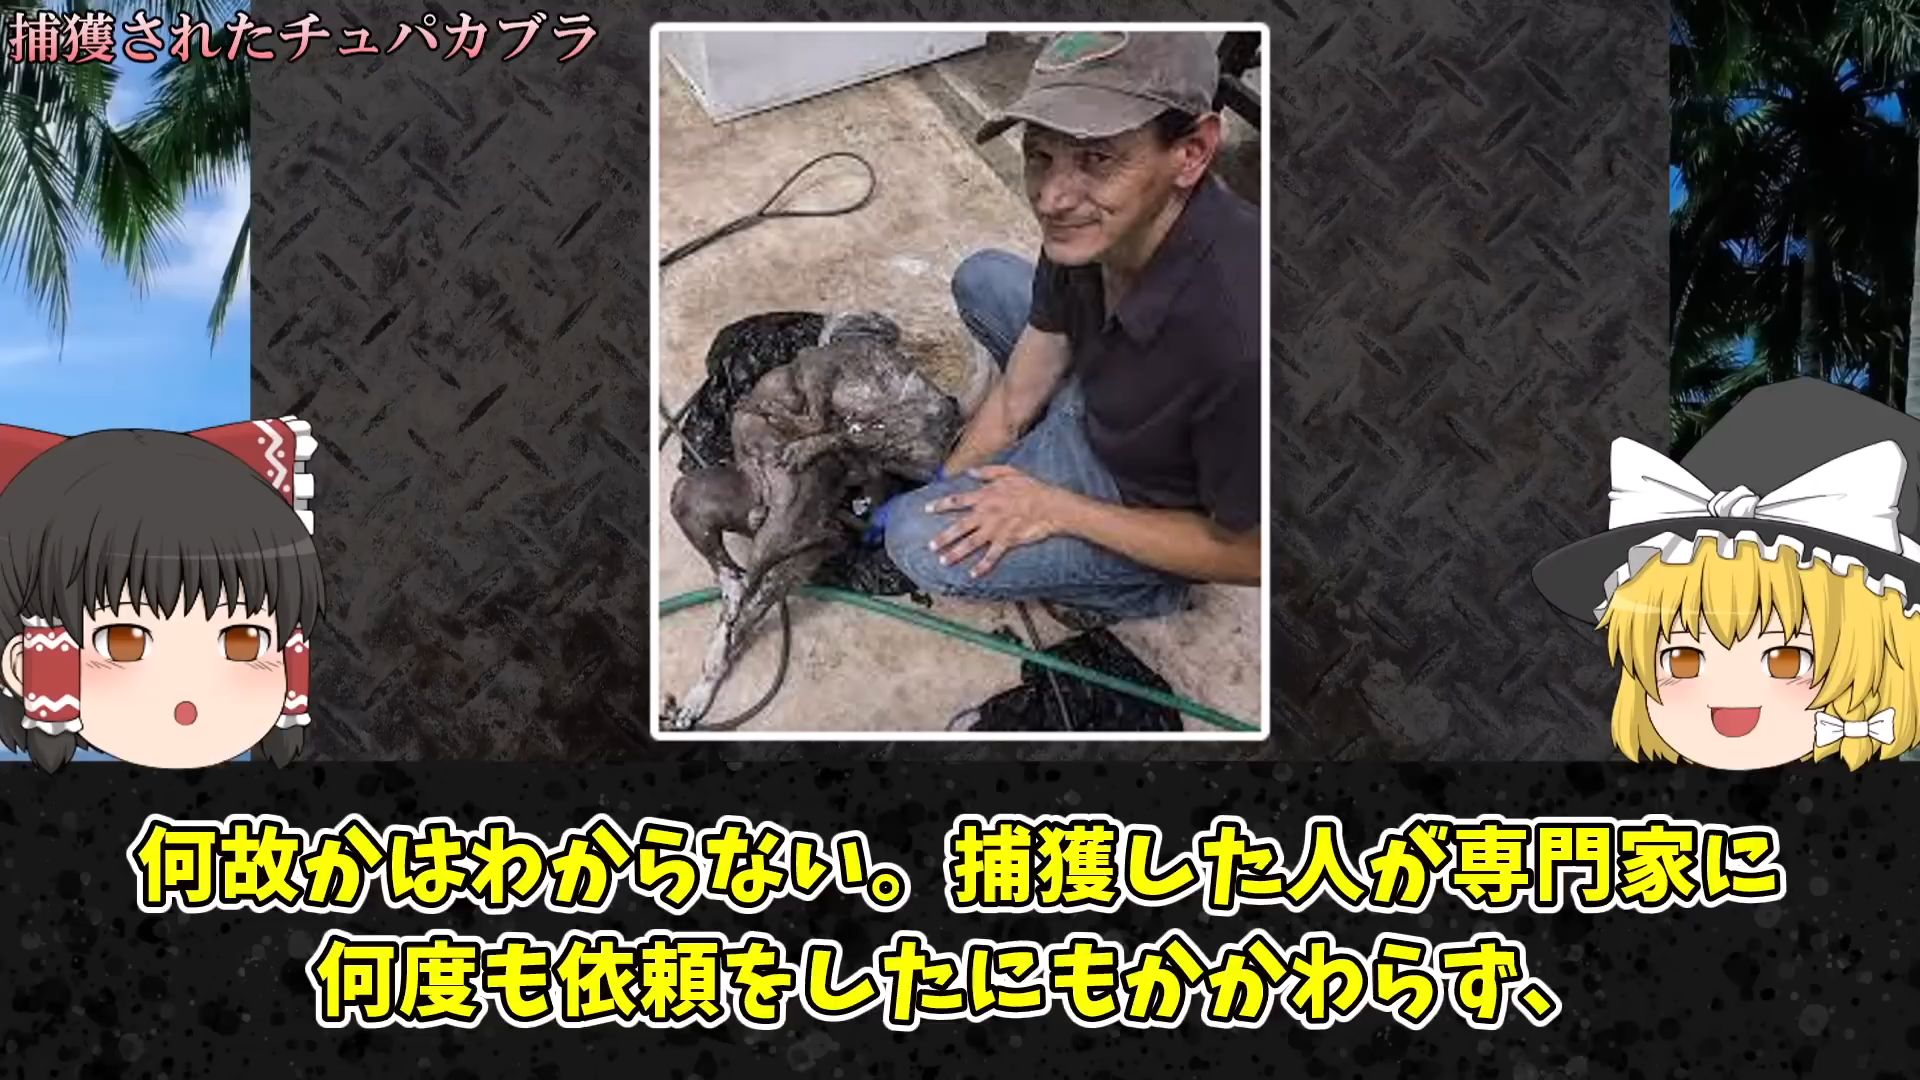 捕獲されたチュパカブラ
何故かはわからない。捕獲した人が専門家に
何度も依頼をしたにもかかわらず、